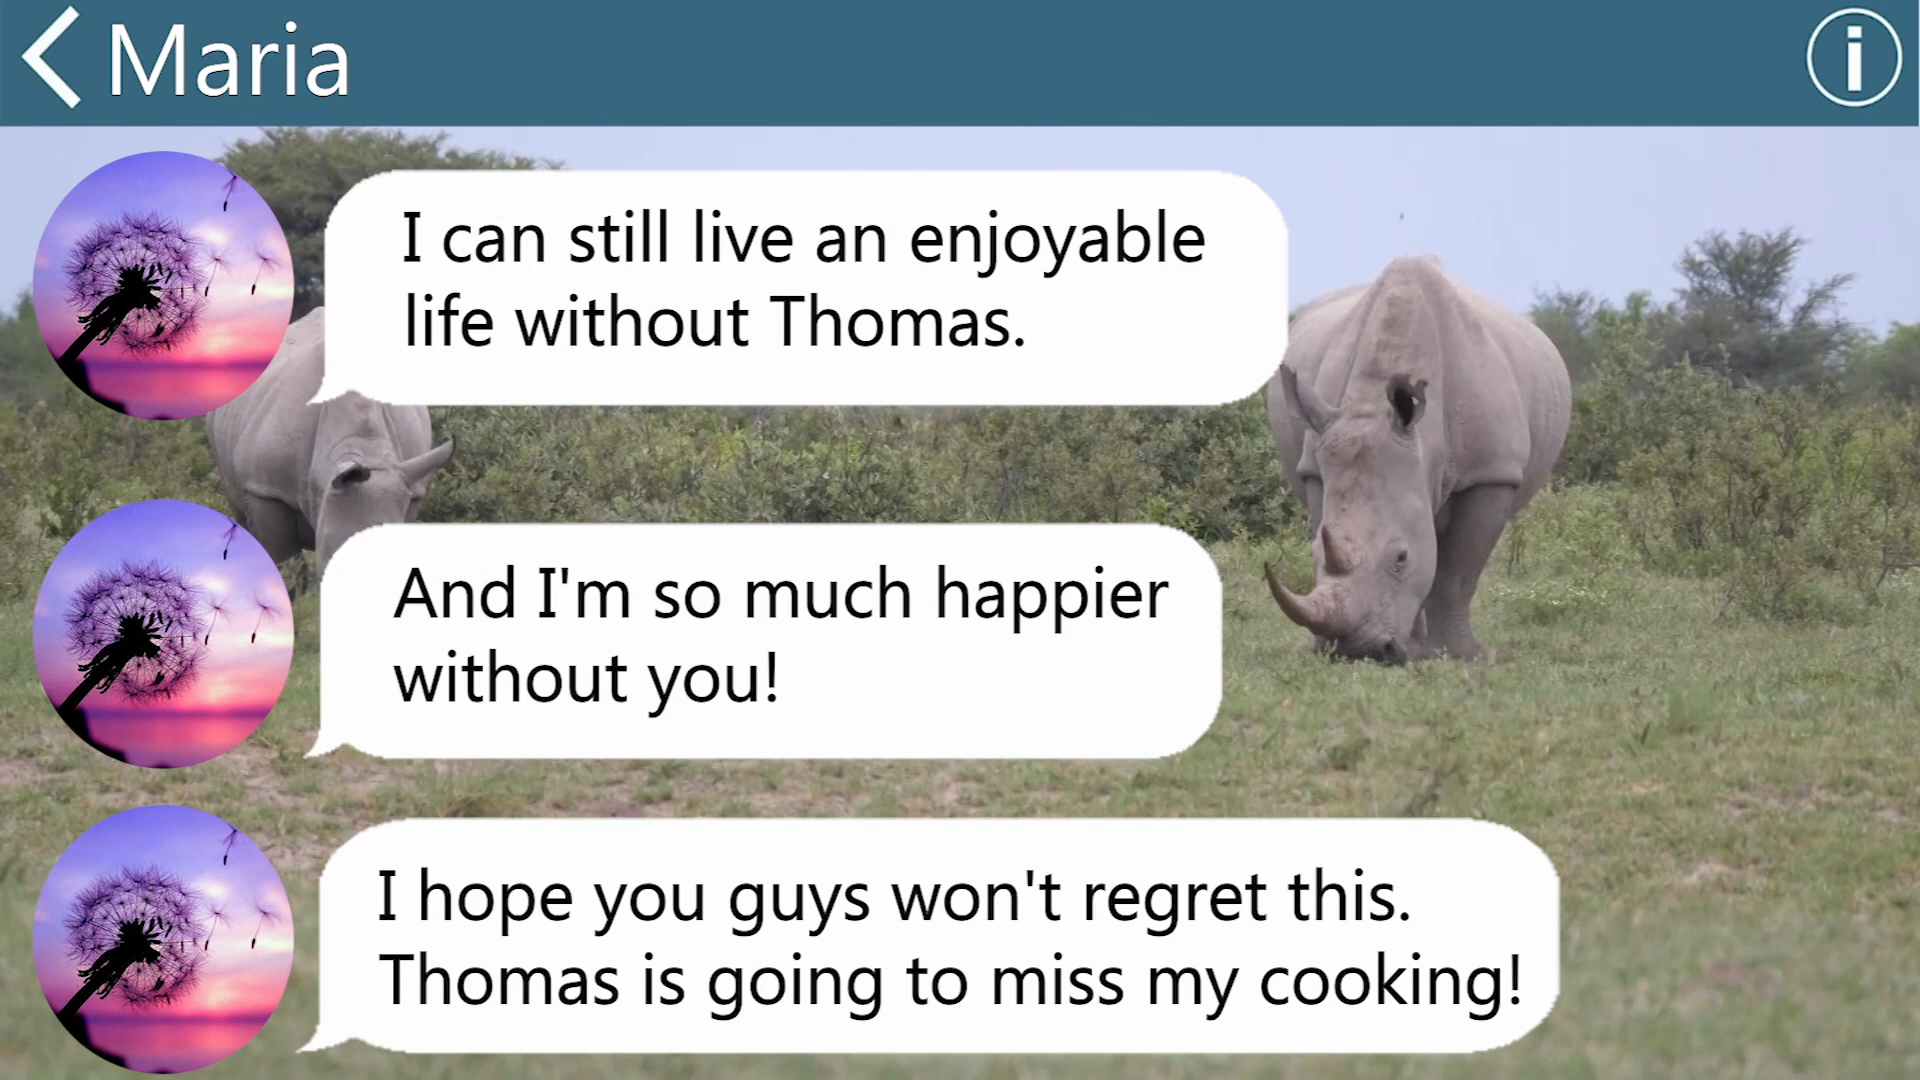 Maria
I can still live an enjoyable
life without Thomas.
And I'm so much happier
without you!
I hope you guys won't regret this.
Thomas is going to miss my cooking!